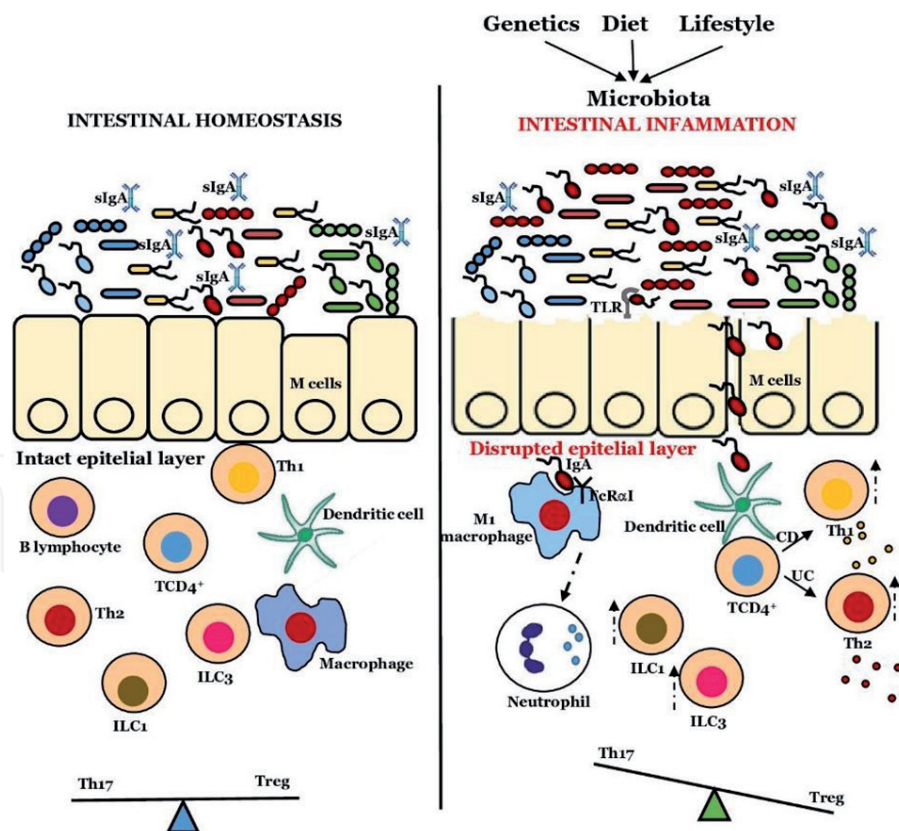 Genetics Diet Lifestyle
Microbiota
INTESTINAL HOMEOSTASIS
INTESTINAL INFAMMATION
sIgA
sIgA
sIgA
sIgA
sIgA
M cells
Intact epitelial layer
Th1
B lymphocyte
TCD4+
Dendritic cell
Th2
ILC3
Macrophage
ILC1
Th17
Treg
sIgA
sIgA
sIgA
sIgA
TLR
M cells
Disrupted epitelial layer
IgA
FcRαI
M1
macrophage
Dendritic cell
CD
Th1
UC
TCD4+
Th2
ILC1
Neutrophil
ILC3
Th17
Treg